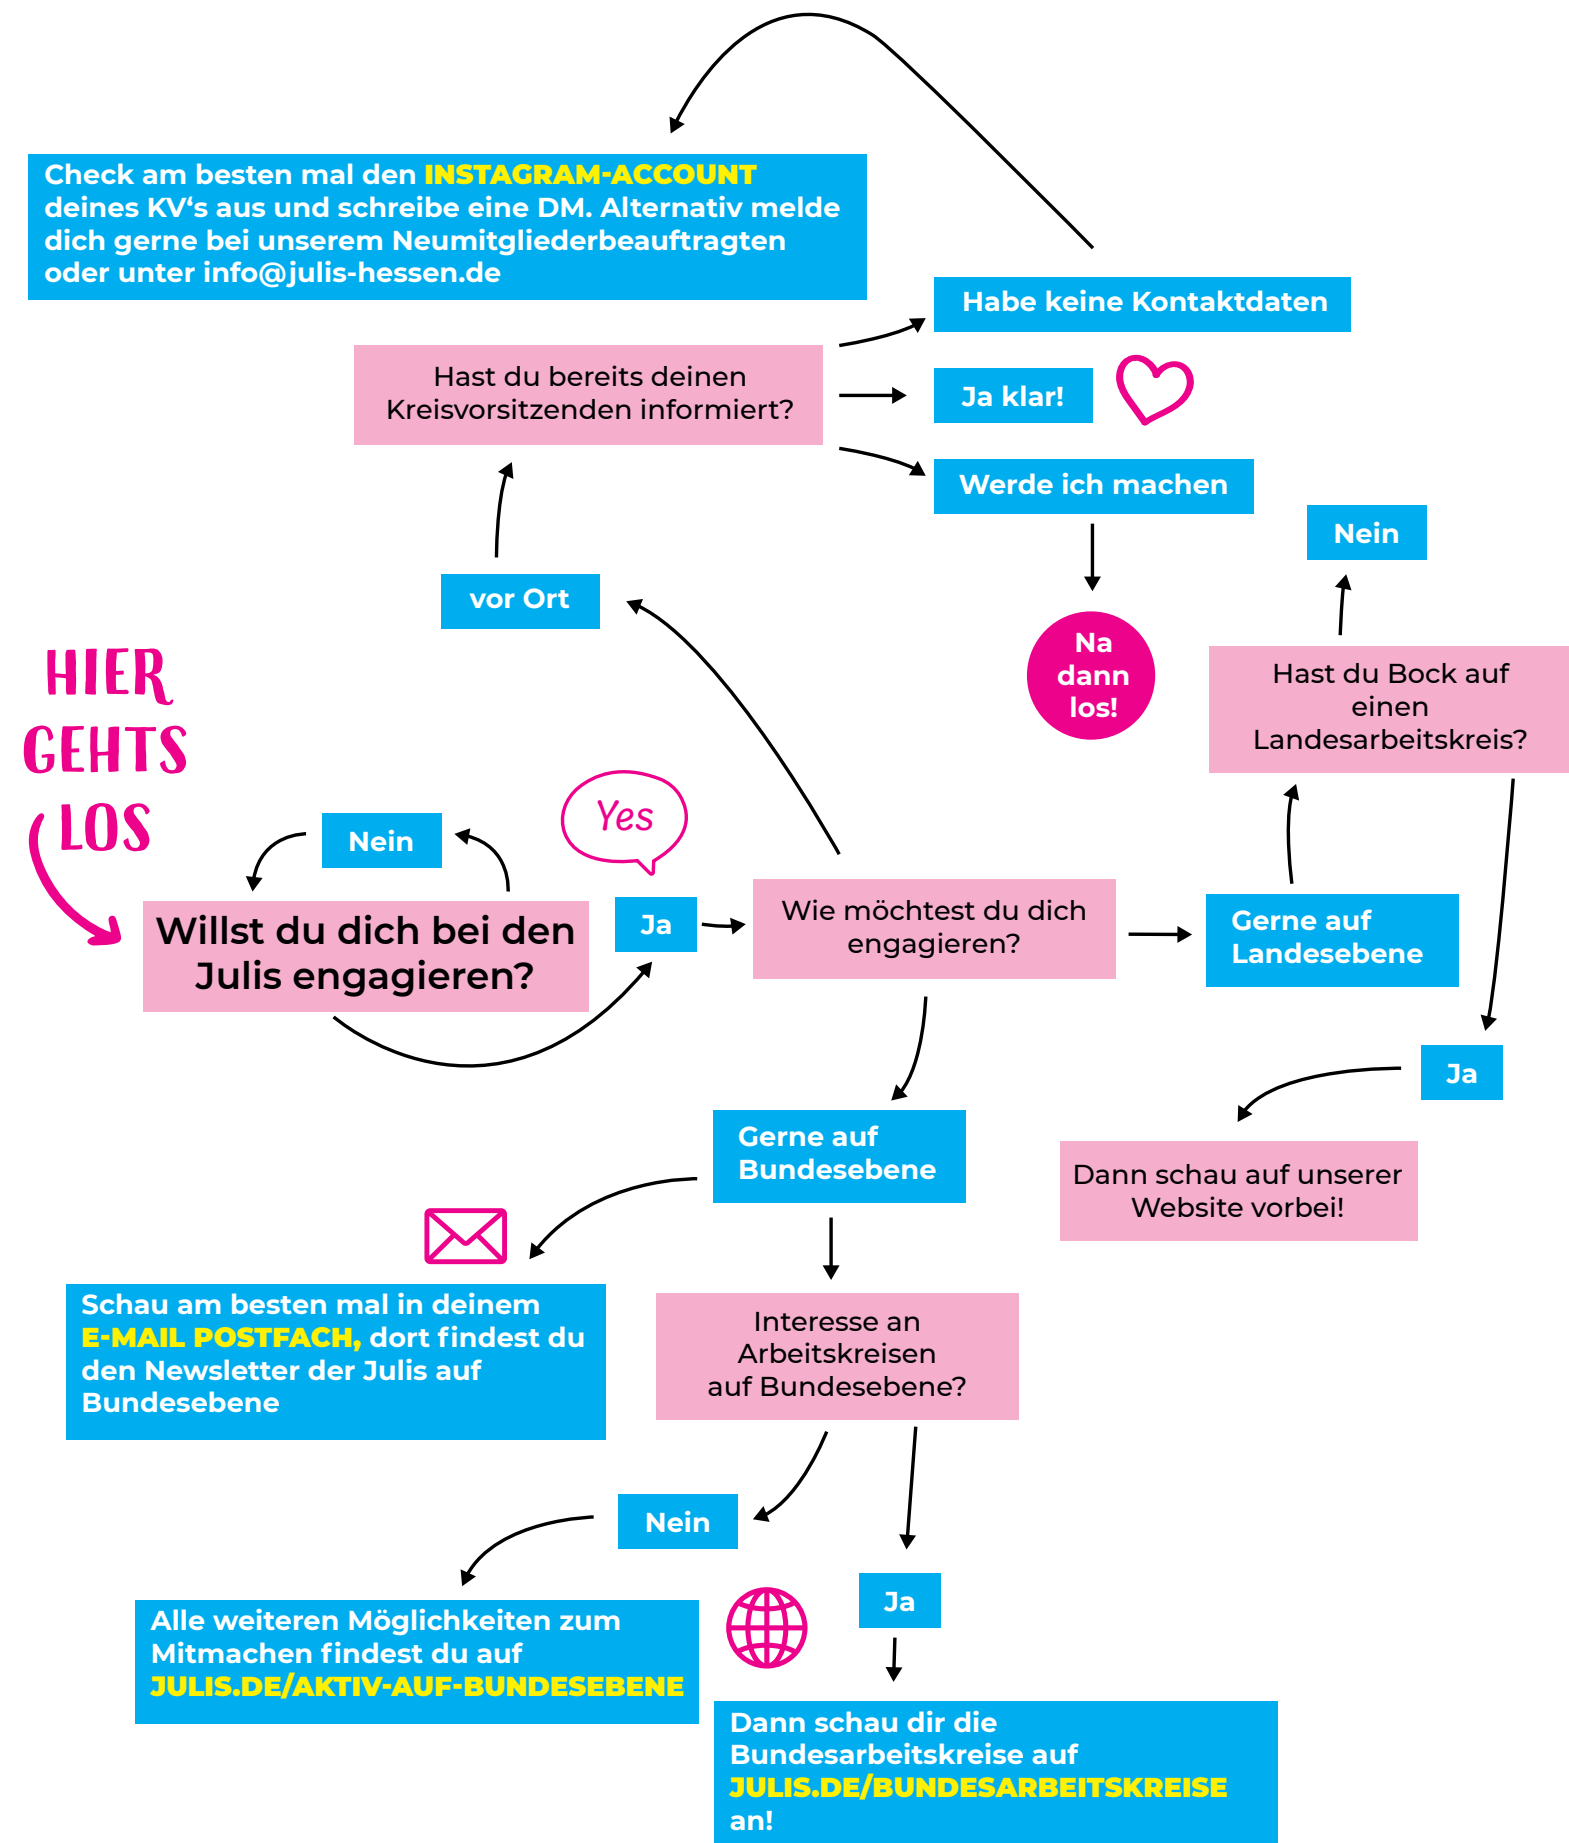 Check am besten mal den INSTAGRAM-ACCOUNT
deines KV‘s aus und schreibe eine DM. Alternativ melde
dich gerne bei unserem Neumitgliederbeauftragten
oder unter info@julis-hessen.de
Habe keine Kontaktdaten
Hast du bereits deinen
Kreisvorsitzenden informiert?
Ja klar!
Werde ich machen
Nein
vor Ort
Na
dann
los!
Hast du Bock auf
einen
Landesarbeitskreis?
HIER
GEHTS
LOS
Yes
Nein
Willst du dich bei den
Julis engagieren?
Ja
Wie möchtest du dich
engagieren?
Gerne auf
Landesebene
Ja
Dann schau auf unserer
Website vorbei!
Gerne auf
Bundesebene
Schau am besten mal in deinem
E-MAIL POSTFACH, dort findest du
den Newsletter der Julis auf
Bundesebene
Interesse an
Arbeitskreisen
auf Bundesebene?
Nein
Ja
Alle weiteren Möglichkeiten zum
Mitmachen findest du auf
JULIS.DE/AKTIV-AUF-BUNDESEBENE
Dann schau dir die
Bundesarbeitskreise auf
JULIS.DE/BUNDESARBEITSKREISE
an!